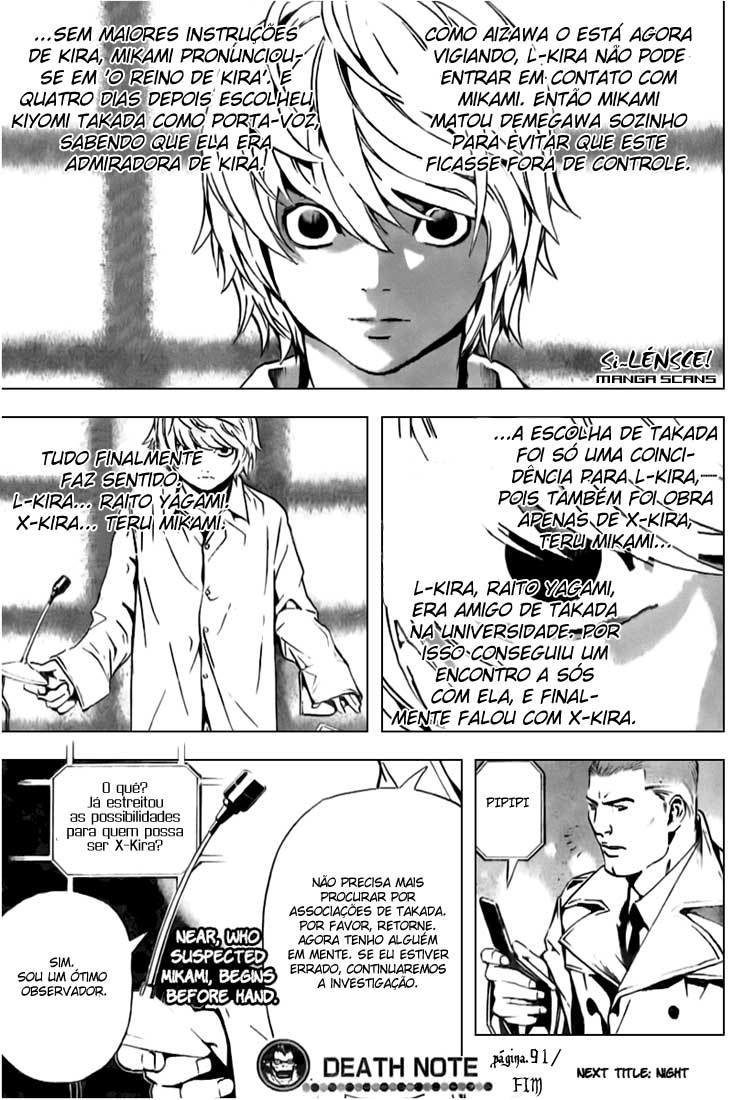 ...SEM MAIORES INSTRUÇÕES
DE KIRA, MIKAMI PRONUNCIOU-
SE EM 'O REINO DE KIRA'. E
QUATRO DIAS DEPOIS ESCOLHEU
KIYOMI TAKADA COMO PORTA-VOZ,
SABENDO QUE ELA ERA
ADMIRADORA DE KIRA!
COMO AIZAWA O ESTÁ AGORA
VIGIANDO, L-KIRA NÃO PODE
ENTRAR EM CONTATO COM
MIKAMI. ENTÃO MIKAMI
MATOU DEMEGAWA SOZINHO
PARA EVITAR QUE ESTE
FICASSE FORA DE CONTROLE.
Si-LÉNSCE!
MANGA SCANS
TUDO FINALMENTE
FAZ SENTIDO!
L-KIRA... RAITO YAGAMI!
X-KIRA... TERU MIKAMI.
...A ESCOLHA DE TAKADA
FOI SÓ UMA COINCI-
DÊNCIA PARA L-KIRA,
POIS TAMBÉM FOI OBRA
APENAS DE X-KIRA,
TERU MIKAMI...
L-KIRA, RAITO YAGAMI,
ERA AMIGO DE TAKADA
NA UNIVERSIDADE. POR
ISSO CONSEGUIU UM
ENCONTRO A SÓS
COM ELA, E FINAL-
MENTE FALOU COM X-KIRA.
O quê?
Já estreitou
as possibilidades
para quem possa
ser X-Kira?
NÃO PRECISA MAIS
PROCURAR POR
ASSOCIAÇÕES DE TAKADA.
POR FAVOR, RETORNE.
AGORA TENHO ALGUÉM
EM MENTE. SE EU ESTIVER
ERRADO, CONTINUAREMOS
A INVESTIGAÇÃO.
SIM.
SOU UM ÓTIMO
OBSERVADOR.
NEAR, WHO
SUSPECTED
MIKAMI, BEGINS
BEFORE HAND.
PIPIPI
DEATH NOTE
página.91/
FIM
NEXT TITLE: NIGHT